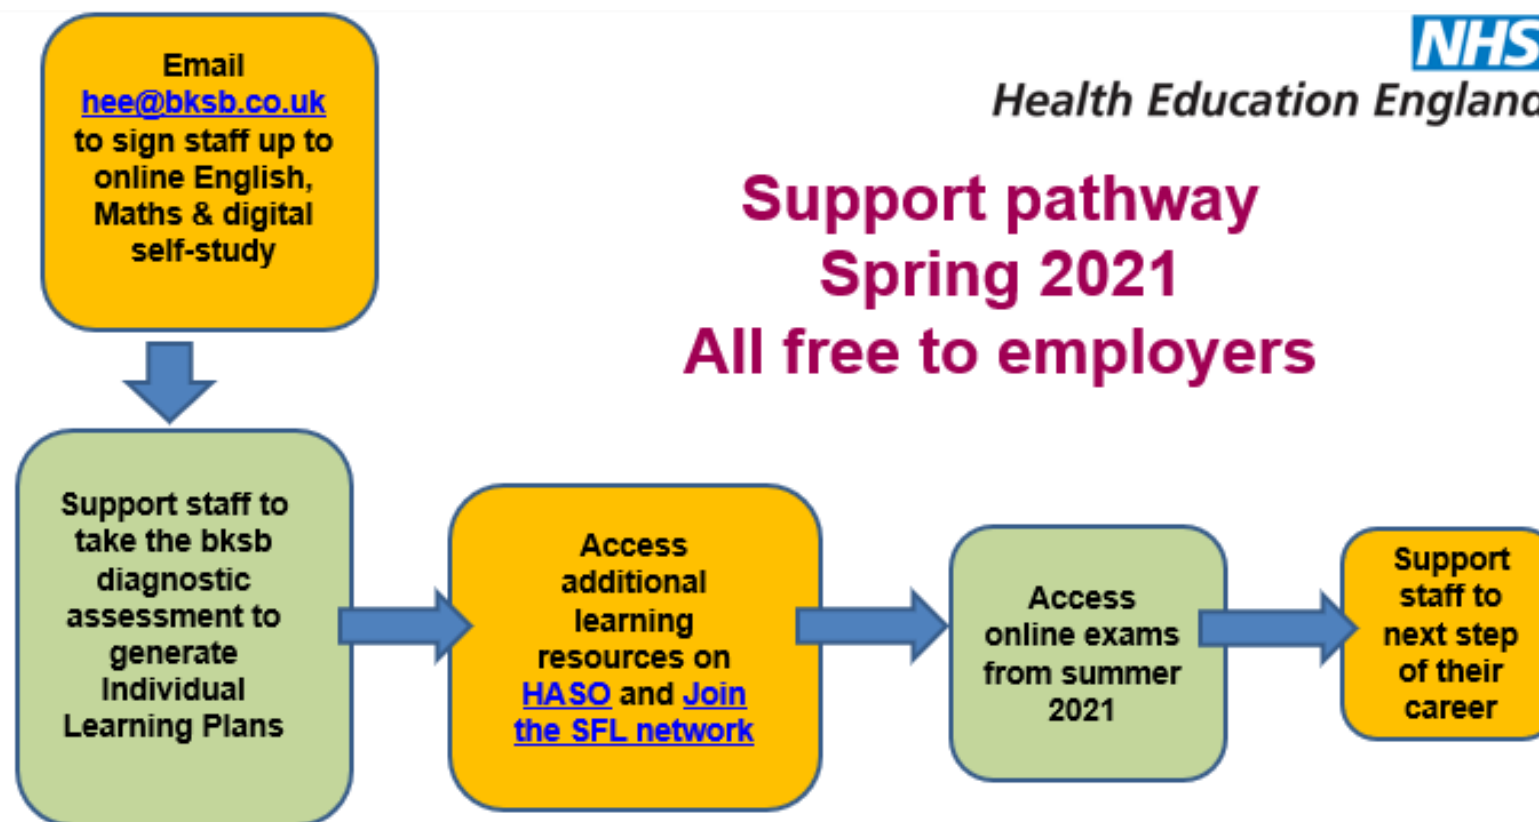 Email
hee@bksb.co.uk
to sign staff up to
online English,
Maths & digital
self-study
NHS
Health Education England
Support pathway
Spring 2021
All free to employers
Support staff to
take the bksb
diagnostic
assessment to
generate
Individual
Learning Plans
Access
additional
learning
resources on
HASO and Join
the SFL network
Access
online exams
from summer
2021
Support
staff to
next step
of their
career